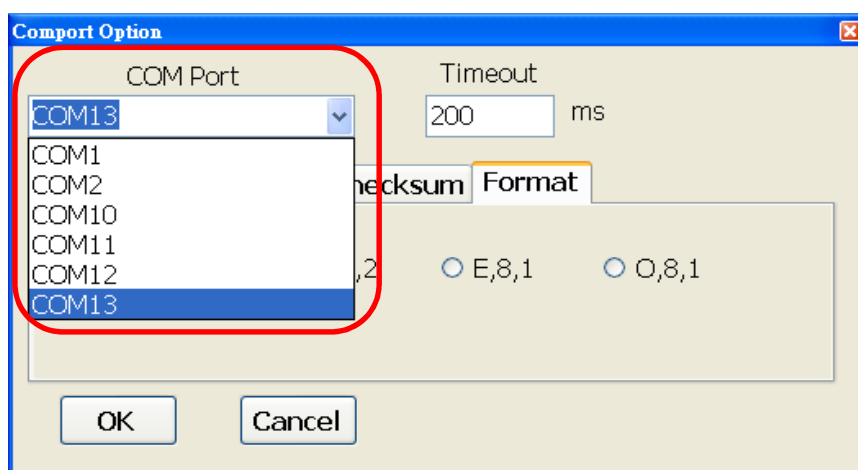 Comport Option
COM Port
Timeout
COM13
200
ms
COM1
COM2
COM10
COM11
COM12
COM13
hecksum
Format
,2
E,8,1
O,8,1
OK
Cancel